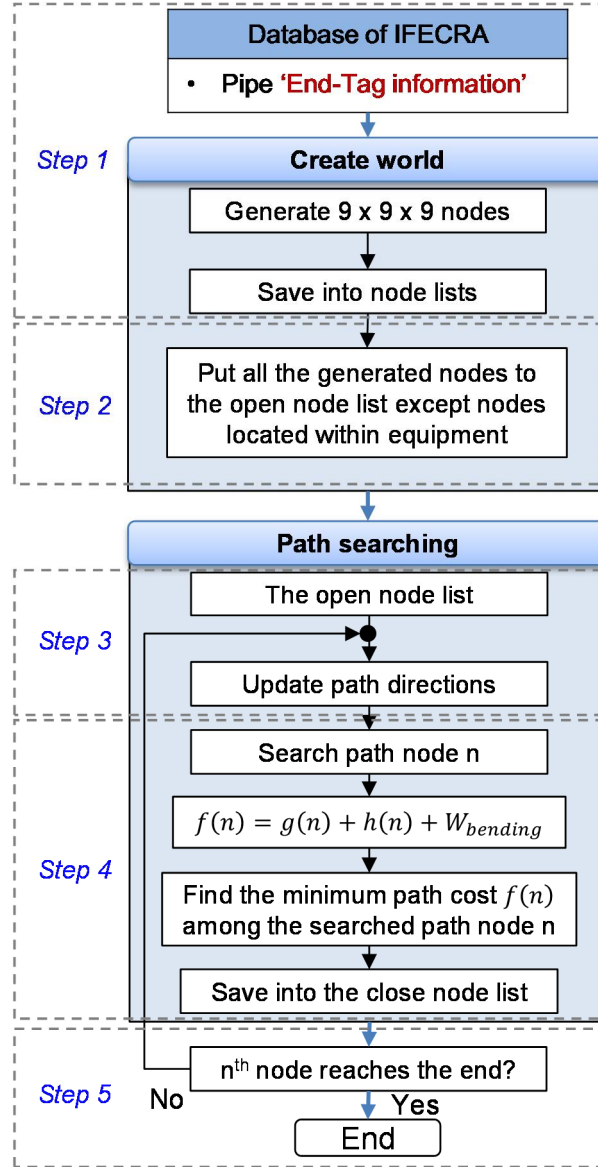 Database of IFECRA
• Pipe 'End-Tag information'
Step 1
Create world
Generate 9 x 9 x 9 nodes
Save into node lists
Step 2
Put all the generated nodes to
the open node list except nodes
located within equipment
Path searching
The open node list
Step 3
Update path directions
Search path node n
f(n) = g(n) + h(n) + W_bending
Step 4
Find the minimum path cost f(n)
among the searched path node n
Save into the close node list
nth node reaches the end?
Step 5
No
Yes
End